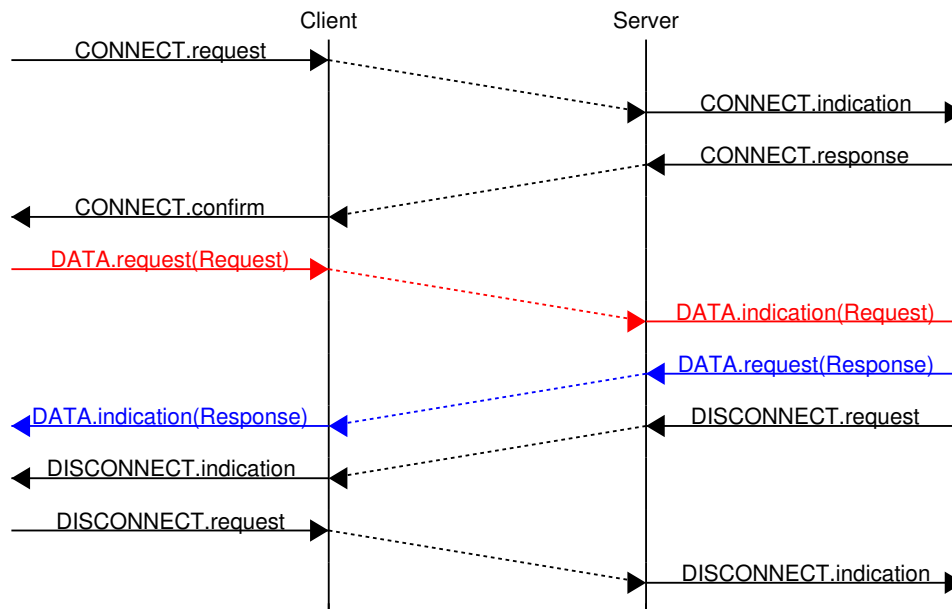 Client
Server
CONNECT.request
CONNECT.indication
CONNECT.response
CONNECT.confirm
DATA.request(Request)
DATA.indication(Request)
DATA.request(Response)
DATA.indication(Response)
DISCONNECT.request
DISCONNECT.indication
DISCONNECT.request
DISCONNECT.indication